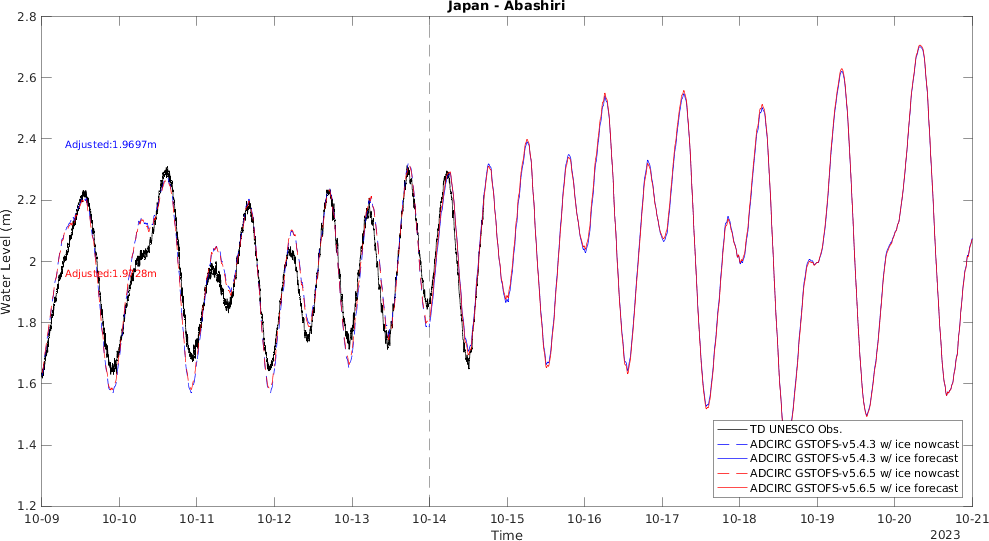 Japan - Abashiri
2.8
2.6
2.4
2.2
2
1.8
1.6
1.4
1.2
Water Level (m)
Adjusted:1.9697m
TD UNESCO Obs.
ADCIRC GSTOFS-v5.4.3 w/ ice nowcast
ADCIRC GSTOFS-v5.4.3 w/ ice forecast
ADCIRC GSTOFS-v5.6.5 w/ ice nowcast
ADCIRC GSTOFS-v5.6.5 w/ ice forecast
10-09 10-10 10-11 10-12 10-13 10-14 10-15 10-16 10-17 10-18 10-19 10-20 10-21
Time
2023